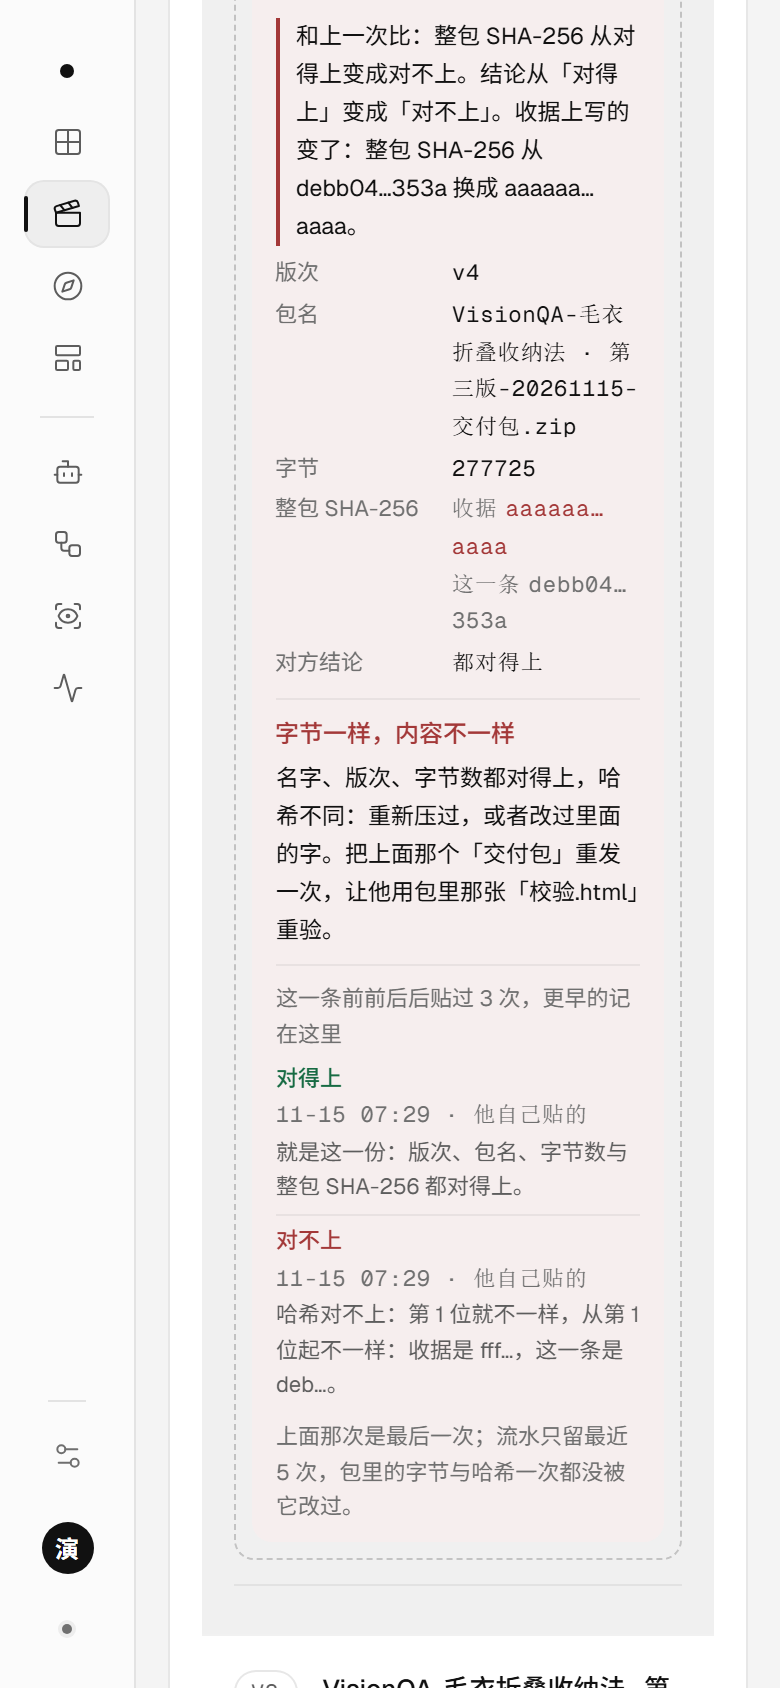 和上一次比：整包 SHA-256 从对
得上变成对不上。结论从「对得
上」变成「对不上」。收据上写的
变了：整包 SHA-256 从
debb04…353a 换成 aaaaaa…
aaaa。
版次 v4
包名 VisionQA-毛衣
折叠收纳法 · 第
三版-20261115-
交付包.zip
字节 277725
整包 SHA-256 收据 aaaaaa…
aaaa
这一条 debb04…
353a
对方结论 都对得上
字节一样，内容不一样
名字、版次、字节数都对得上，哈
希不同：重新压过，或者改过里面
的字。把上面那个「交付包」重发
一次，让他用包里那张「校验.html」
重验。
这一条前前后后贴过 3 次，更早的记
在这里
对得上
11-15 07:29 · 他自己贴的
就是这一份：版次、包名、字节数与
整包 SHA-256 都对得上。
对不上
11-15 07:29 · 他自己贴的
哈希对不上：第 1 位就不一样，从第 1
位起不一样：收据是 fff…，这一条是
deb…。
上面那次是最后一次；流水只留最近
5 次，包里的字节与哈希一次都没被
它改过。
演
VisionQA-毛衣折叠收纳法 · 第